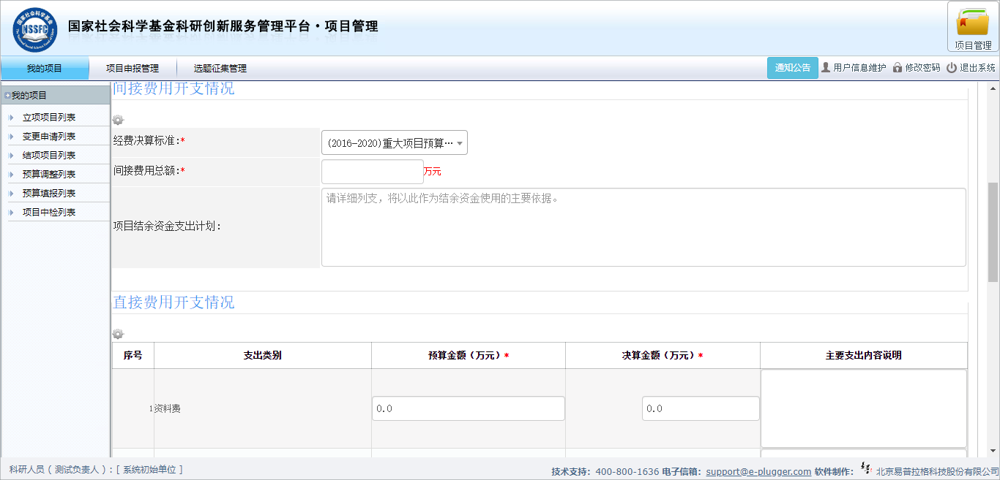 国家社会科学基金
NSSFC
国家社会科学基金科研创新服务管理平台·项目管理
项目管理
我的项目 项目申报管理 选题征集管理 通知公告 用户信息维护 修改密码 退出系统
我的项目
立项项目列表
变更申请列表
结项项目列表
预算调整列表
预算填报列表
项目中检列表
间接费用开支情况
经费决算标准:* (2016-2020)重大项目预算…
间接费用总额:* 万元
项目结余资金支出计划: 请详细列支，将以此作为结余资金使用的主要依据。
直接费用开支情况
序号 支出类别 预算金额（万元）* 决算金额（万元）* 主要支出内容说明
1 资料费 0.0 0.0
科研人员 ( 测试负责人 ) : [ 系统初始单位 ] 技术支持: 400-800-1636 电子信箱: support@e-plugger.com 软件制作: 北京易普拉格科技股份有限公司